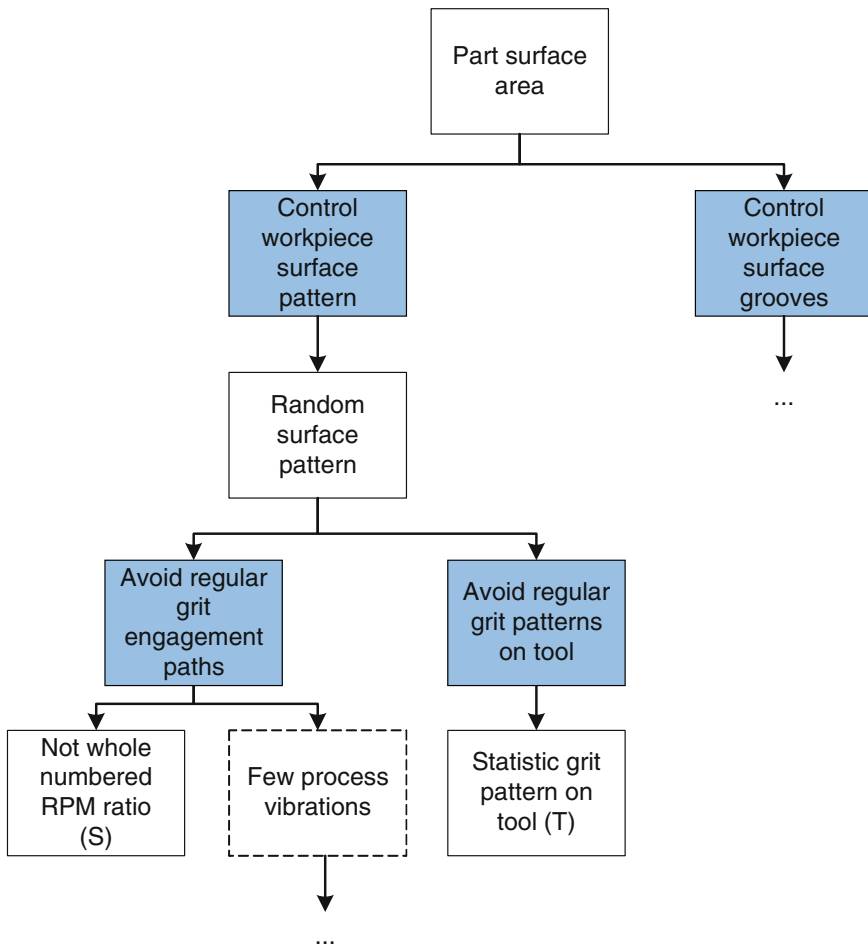 Part surface
area
Control
workpiece
surface
pattern
Control
workpiece
surface
grooves
Random
surface
pattern
...
Avoid regular
grit
engagement
paths
Avoid regular
grit patterns
on tool
Not whole
numbered
RPM ratio
(S)
Few process
vibrations
Statistic grit
pattern on
tool (T)
...